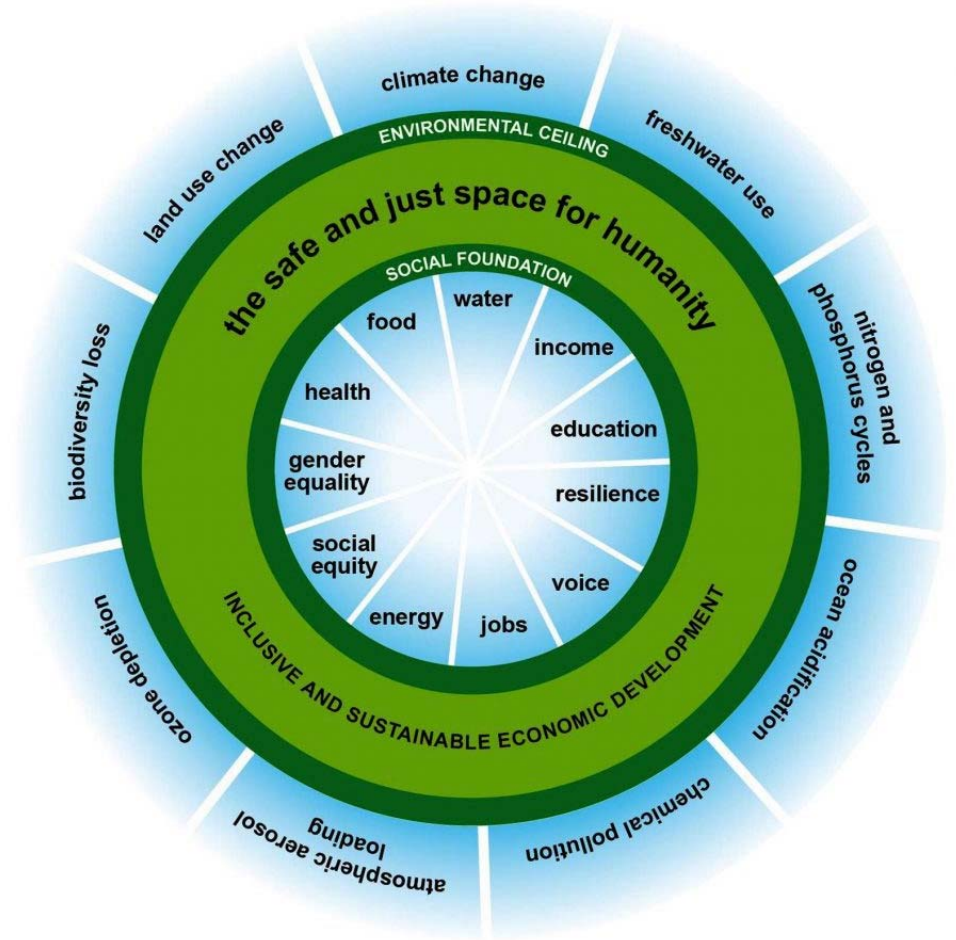 climate change
freshwater use
nitrogen and
phosphorus cycles
ocean acidification
chemical pollution
atmospheric aerosol
loading
ozone depletion
biodiversity loss
land use change
ENVIRONMENTAL CEILING
the safe and just space for humanity
SOCIAL FOUNDATION
water
income
education
resilience
voice
jobs
energy
social
equity
gender
equality
health
food
INCLUSIVE AND SUSTAINABLE ECONOMIC DEVELOPMENT